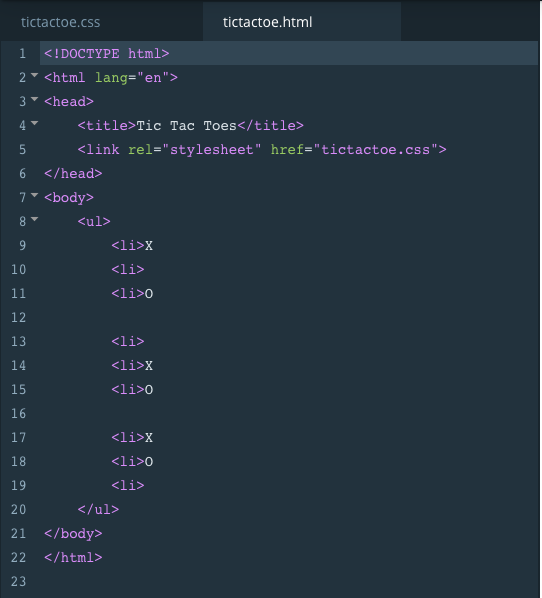 tictactoe.css tictactoe.html
1 <!DOCTYPE html>
2 <html lang="en">
3 <head>
4     <title>Tic Tac Toes</title>
5     <link rel="stylesheet" href="tictactoe.css">
6 </head>
7 <body>
8     <ul>
9         <li>X
10         <li>
11         <li>O
12
13         <li>
14         <li>X
15         <li>O
16
17         <li>X
18         <li>O
19         <li>
20     </ul>
21 </body>
22 </html>
23